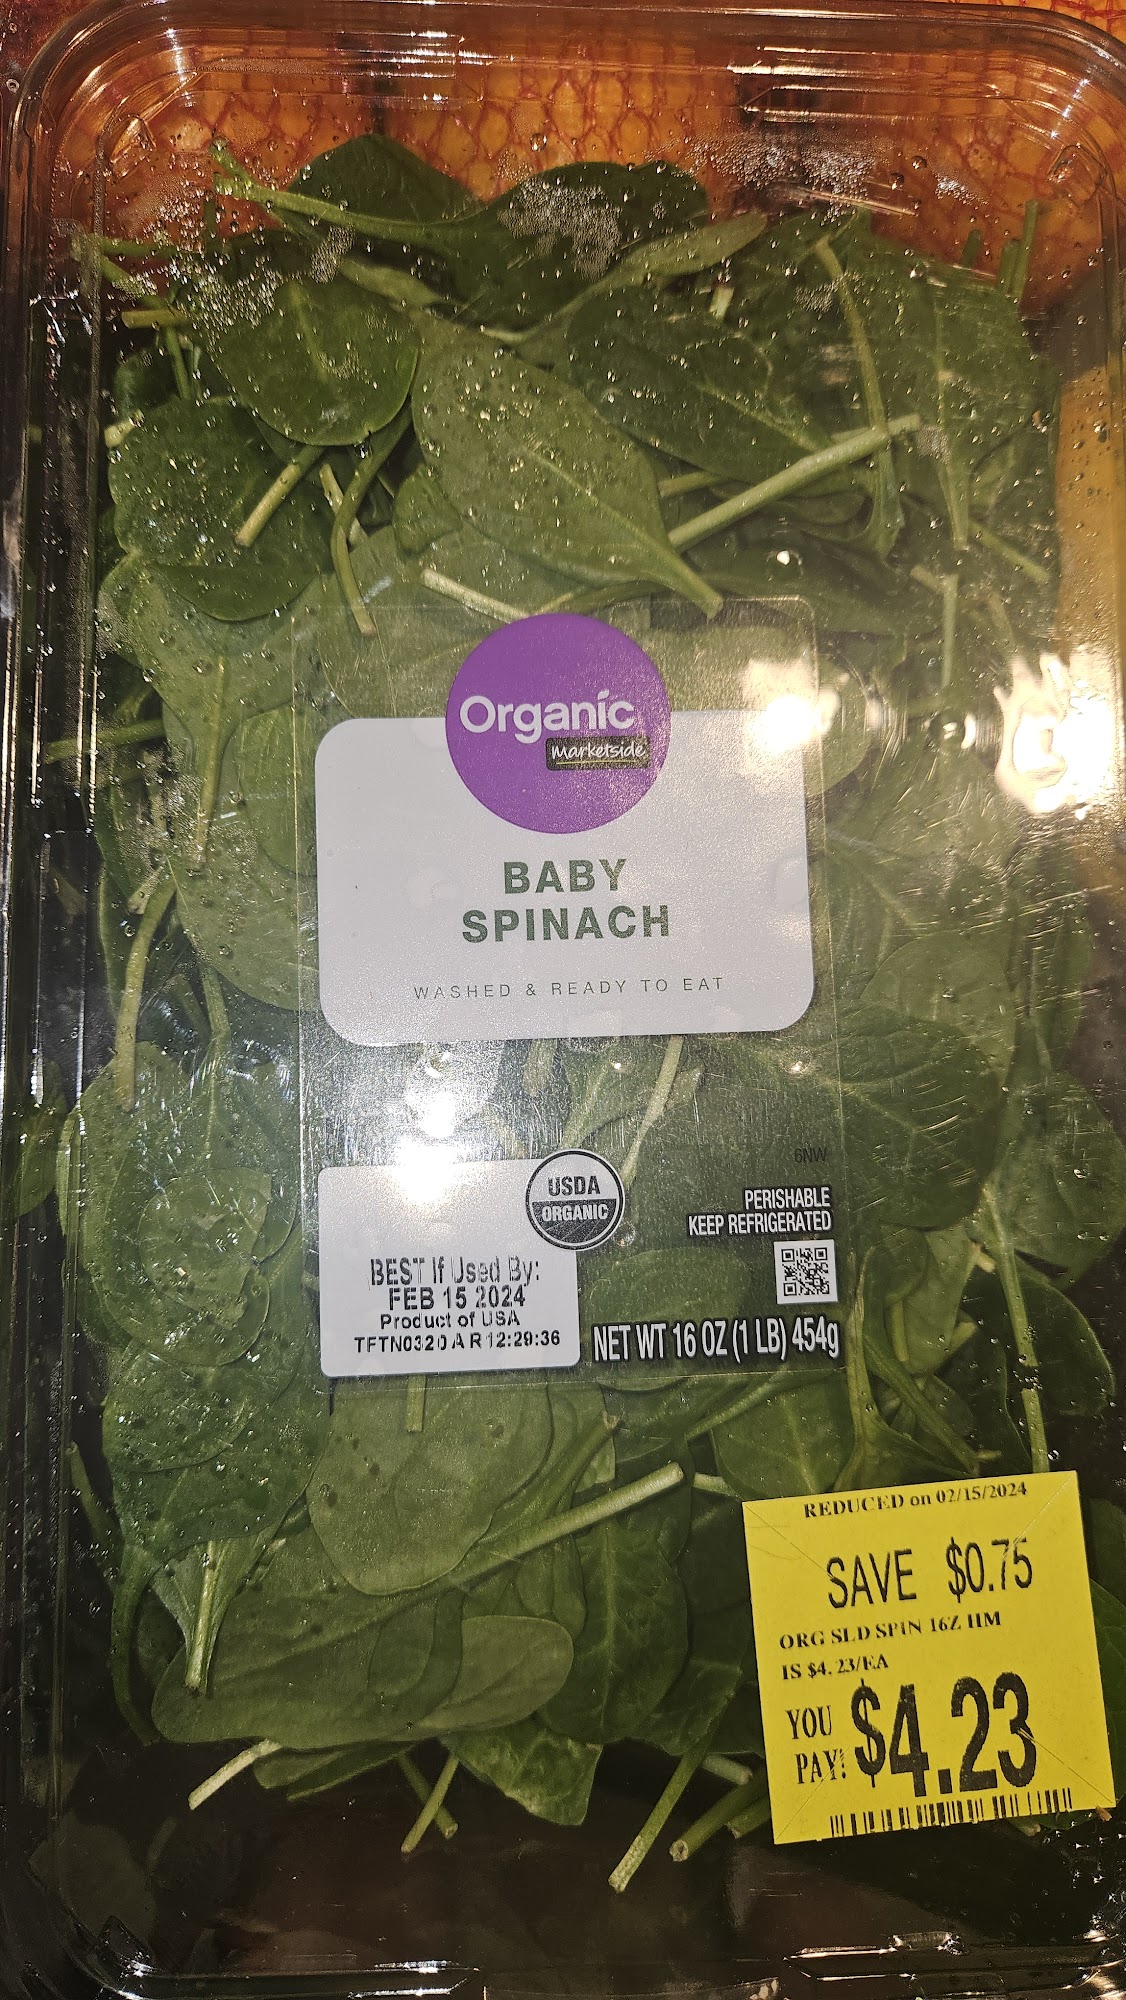 Organic
marketside
BABY
SPINACH
WASHED & READY TO EAT
6NW
USDA
ORGANIC
PERISHABLE
KEEP REFRIGERATED
BEST If Used By:
FEB 15 2024
Product of USA
TFTN0320 A R 12:29:36
NET WT 16 OZ (1 LB) 454g
REDUCED on 02/15/2024
SAVE $0.75
ORG SLD SPIN 16Z HM
IS $4.23/EA
YOU
PAY: $4.23